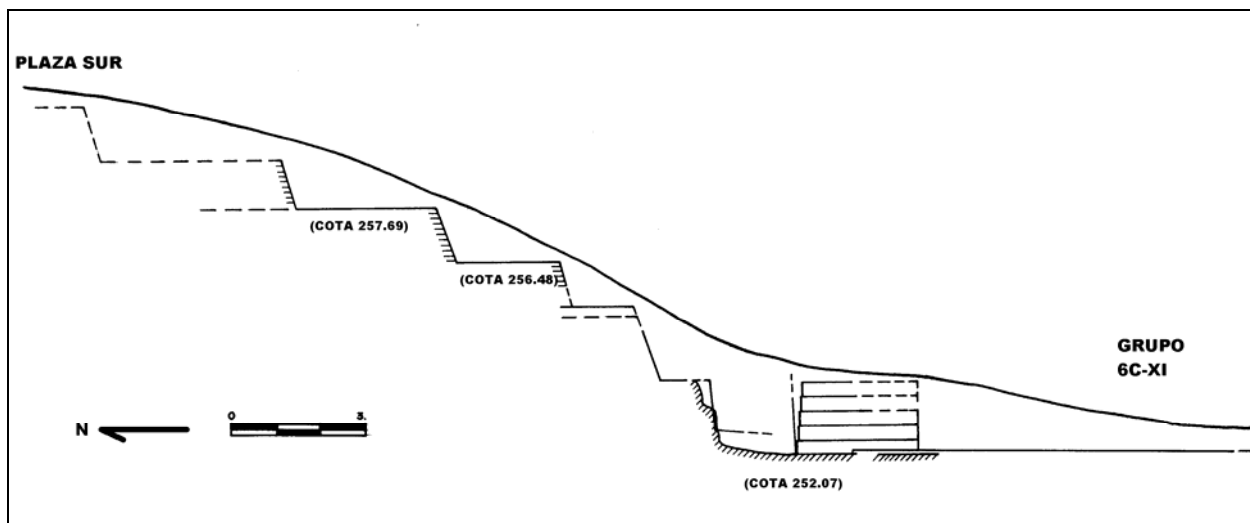 PLAZA SUR
(COTA 257.69)
(COTA 256.48)
GRUPO
6C-XI
N
0 3.
(COTA 252.07)